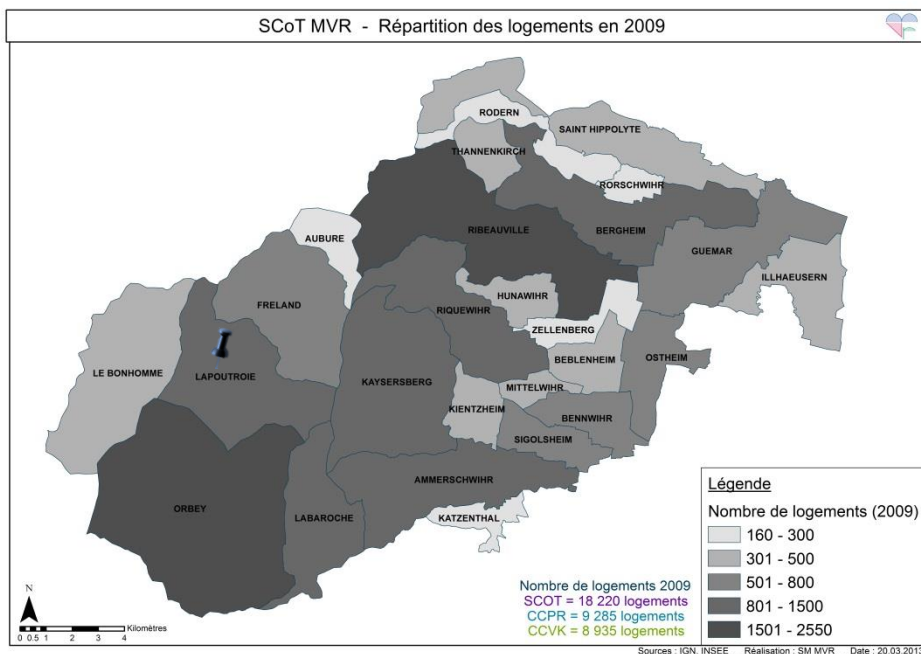 SCoT MVR - Répartition des logements en 2009
RODERN
SAINT HIPPOLYTE
THANNENKIRCH
RORSCHWIHR
AUBURE
RIBEAUVILLE
BERGHEIM
GUEMAR
ILLHAEUSERN
FRELAND
HUNAWIHR
RIQUEWIHR
ZELLENBERG
BEBLENHEIM
OSTHEIM
LE BONHOMME
LAPOUTROIE
KAYSERSBERG
MITTELWIHR
KIENTZHEIM
BENNWIHR
SIGOLSHEIM
AMMERSCHWIHR
ORBEY
LABAROCHE
KATZENTHAL
Légende
Nombre de logements (2009)
160 - 300
301 - 500
501 - 800
801 - 1500
1501 - 2550
Nombre de logements 2009
SCOT = 18 220 logements
CCPR = 9 285 logements
CCVK = 8 935 logements
N
0 0.5 1 2 3 4 Kilomètres
Sources : IGN, INSEE Réalisation : SM MVR Date : 20.03.2013